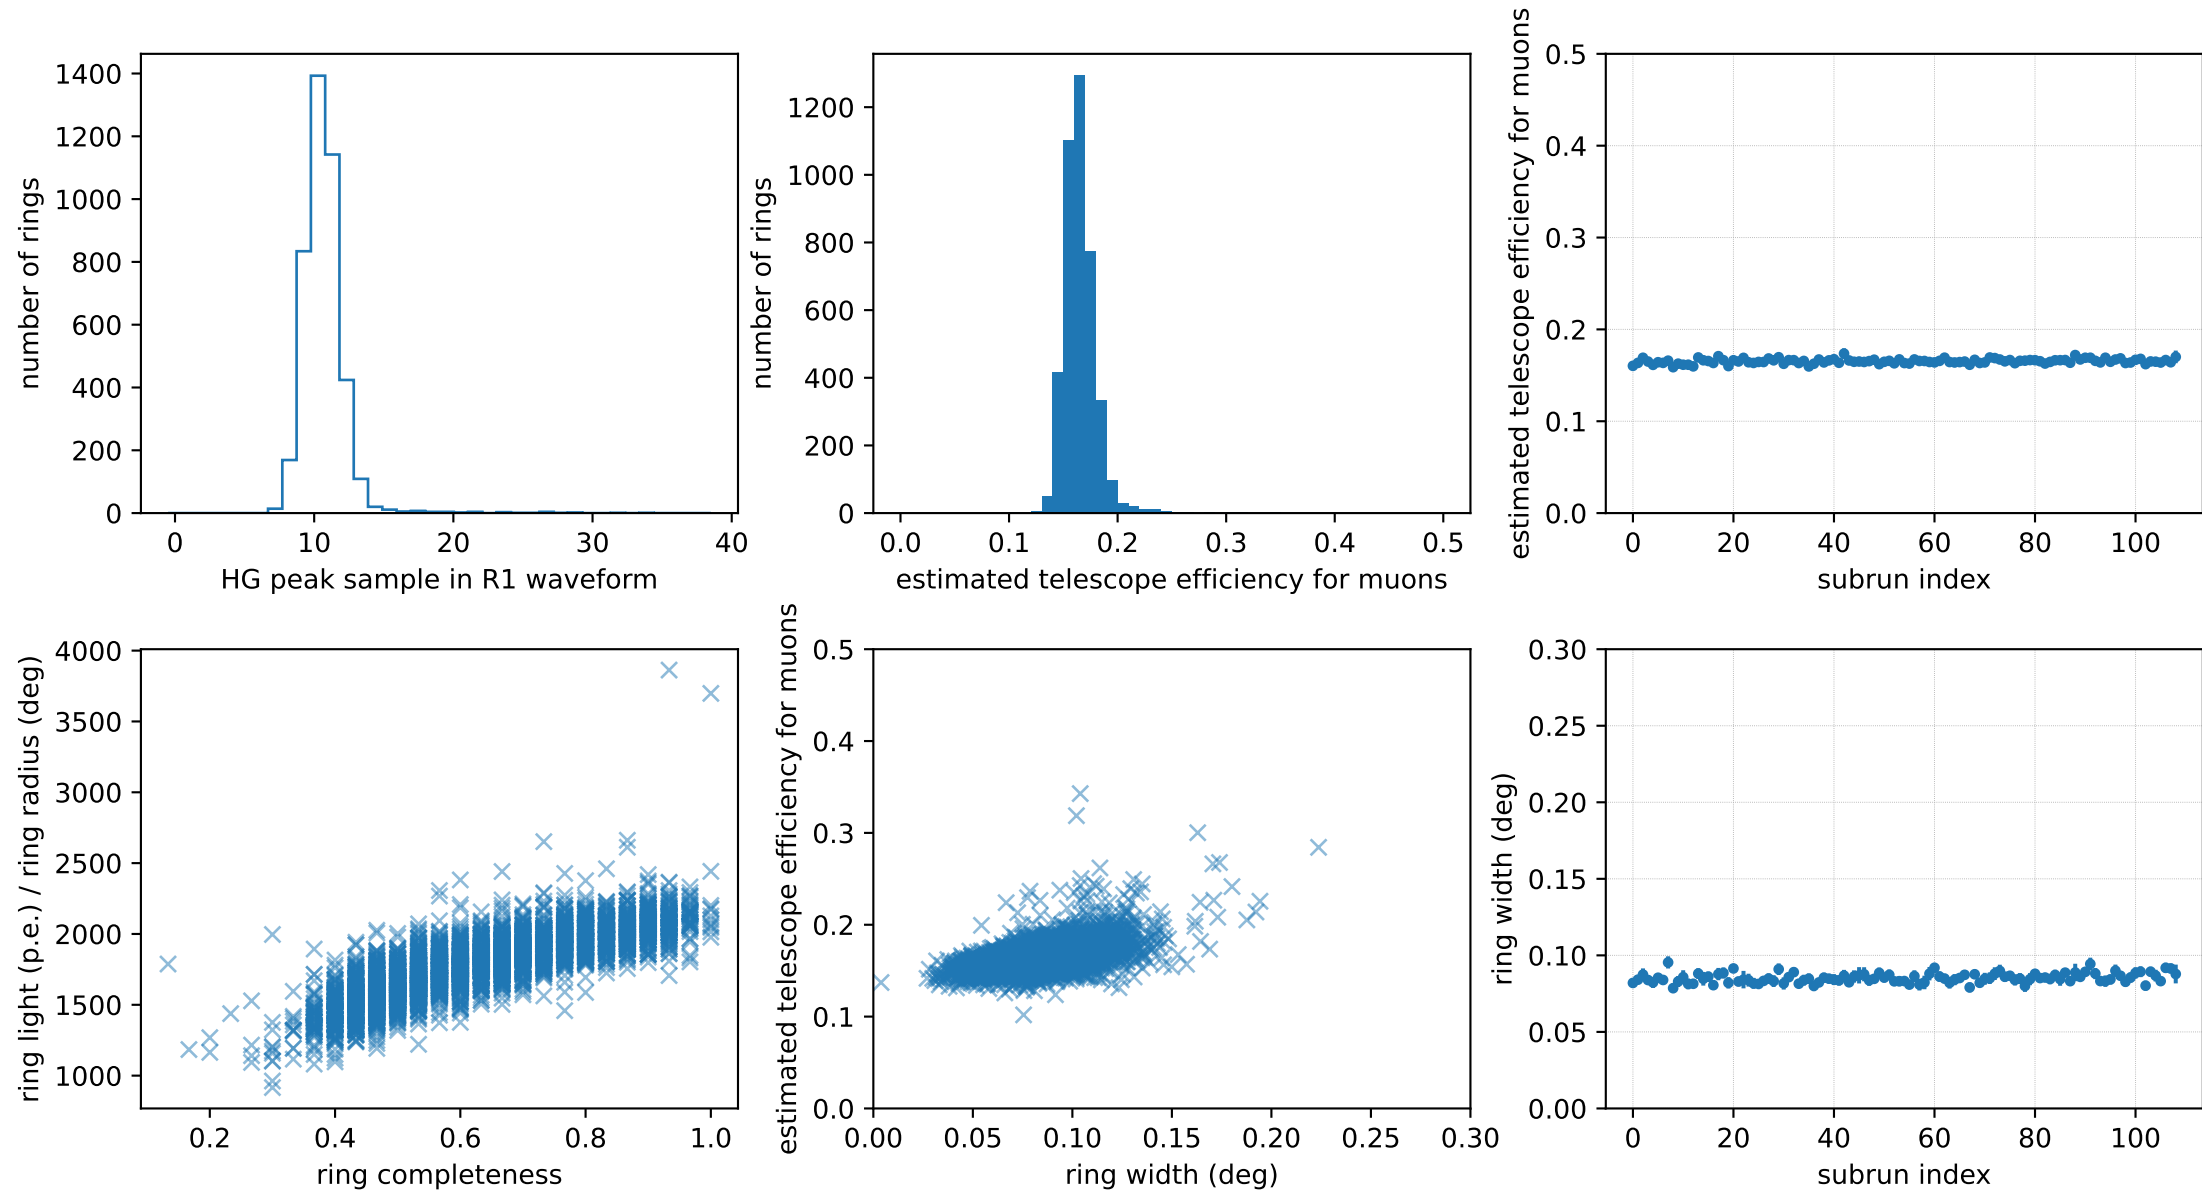 number of rings
1400
1200
1000
800
600
400
200
0
0 10 20 30 40
HG peak sample in R1 waveform
number of rings
1200
1000
800
600
400
200
0
0.0 0.1 0.2 0.3 0.4 0.5
estimated telescope efficiency for muons
estimated telescope efficiency for muons
0.5
0.4
0.3
0.2
0.1
0.0
0 20 40 60 80 100
subrun index
ring light (p.e.) / ring radius (deg)
4000
3500
3000
2500
2000
1500
1000
0.2 0.4 0.6 0.8 1.0
ring completeness
estimated telescope efficiency for muons
0.5
0.4
0.3
0.2
0.1
0.0
0.00 0.05 0.10 0.15 0.20 0.25 0.30
ring width (deg)
ring width (deg)
0.30
0.25
0.20
0.15
0.10
0.05
0.00
0 20 40 60 80 100
subrun index